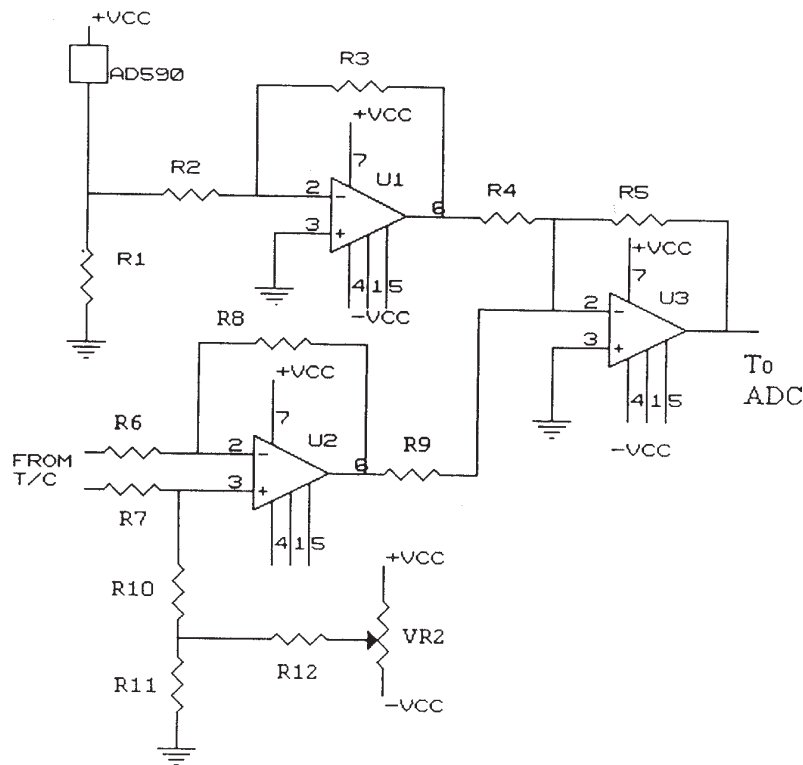 +VCC
AD590
R3
+VCC
7
R2
2
U1
-
3
+
6
R4
R5
R1
4 1 5
-VCC
+VCC
7
2
U3
-
3
+
To
ADC
4 1 5
-VCC
R8
+VCC
7
R6
2
U2
-
FROM
T/C
3
+
6
R9
R7
4 1 5
R10
+VCC
VR2
R12
R11
-VCC